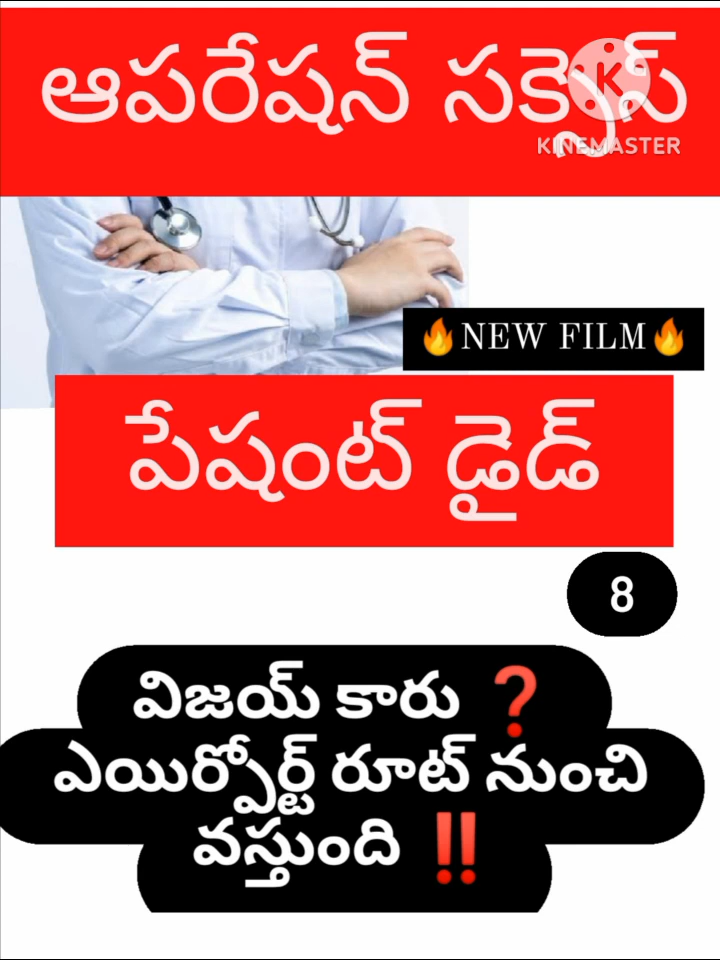 ఆపరేషన్ సక్సెస్
KINEMASTER
🔥NEW FILM🔥
పేషంట్ డైడ్
8
విజయ్ కారు ❓
ఎయిర్పోర్ట్ రూట్ నుంచి
వస్తుంది ‼️